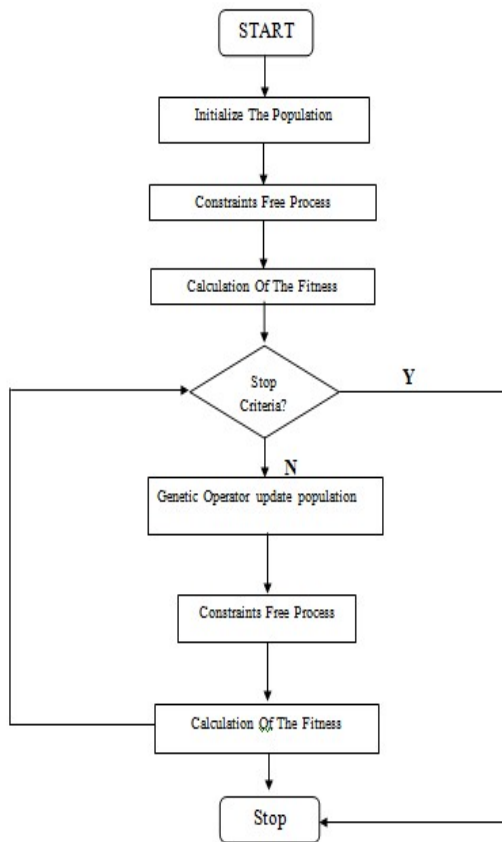 START
Initialize The Population
Constraints Free Process
Calculation Of The Fitness
Stop
Criteria?
Y
N
Genetic Operator update population
Constraints Free Process
Calculation Of The Fitness
Stop